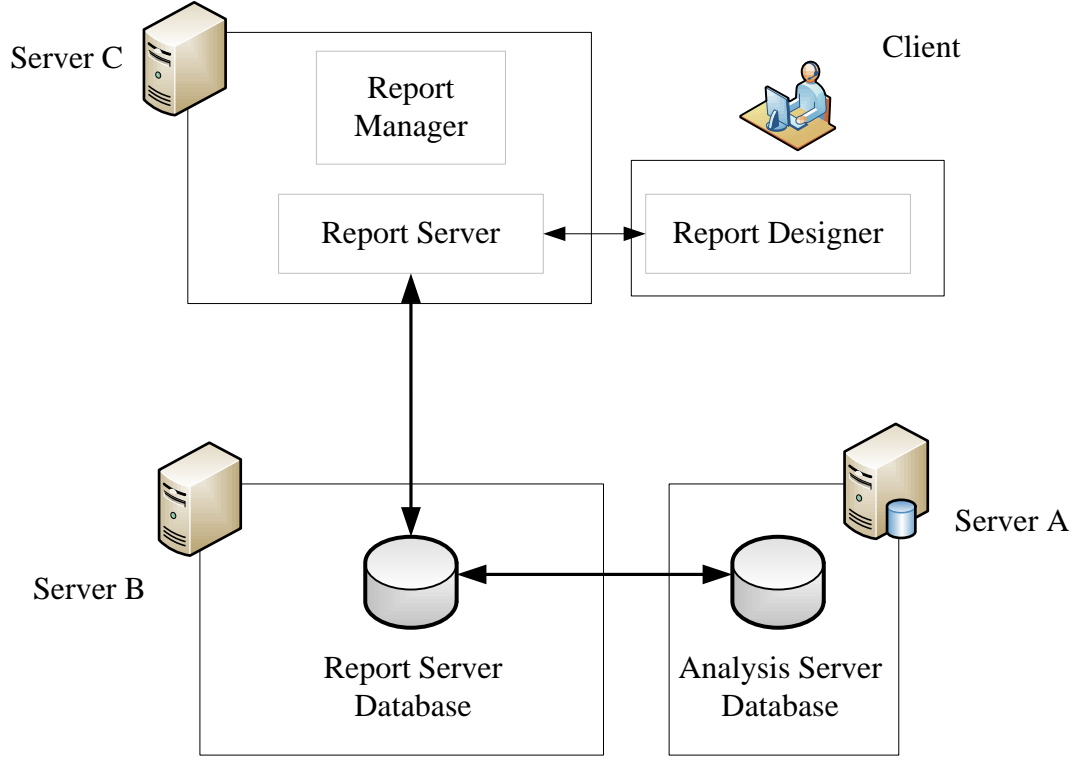 Server C
Client
Report
Manager
Report Server
Report Designer
Server B
Server A
Report Server
Database
Analysis Server
Database